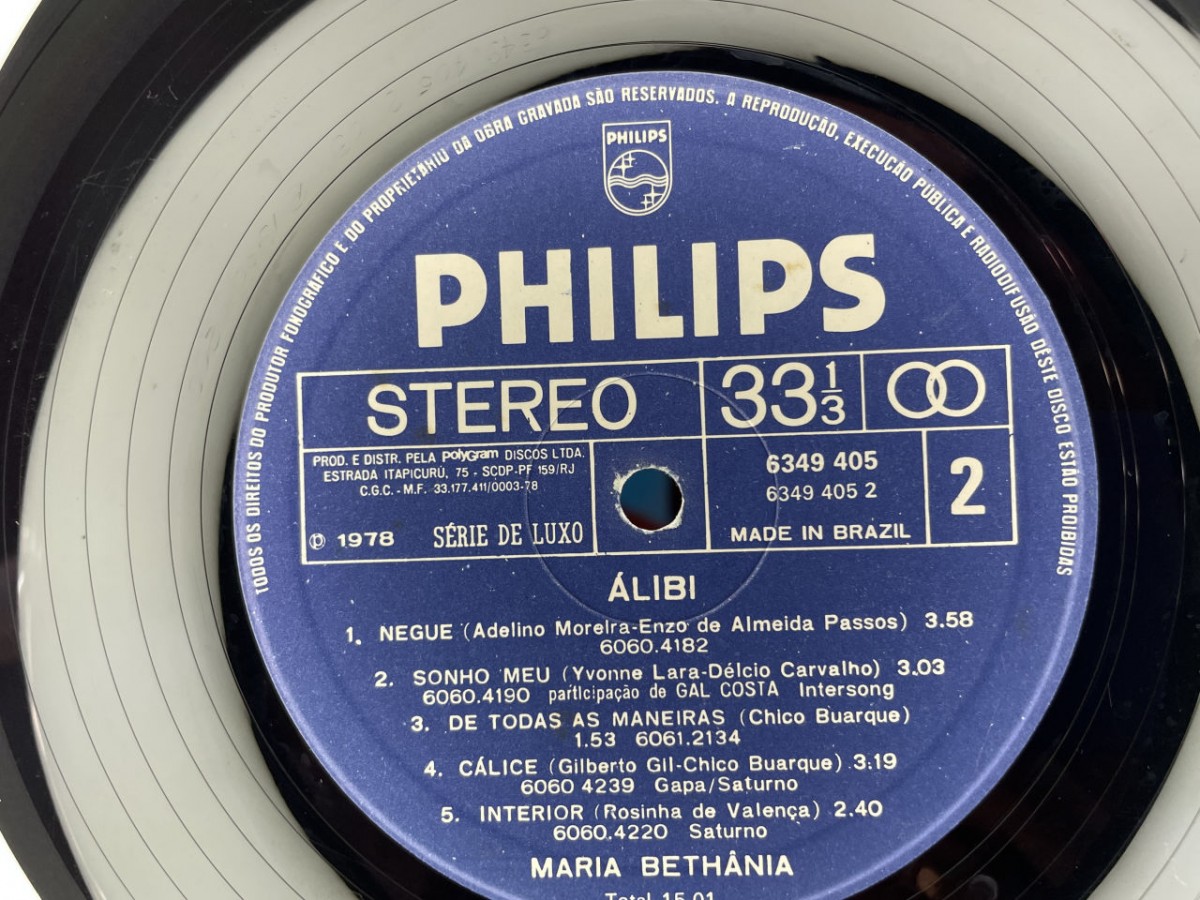 TODOS OS DIREITOS DO PRODUTOR FONOGRÁFICO E DO PROPRIETÁRIO DA OBRA GRAVADA SÃO RESERVADOS. A REPRODUÇÃO, EXECUÇÃO PÚBLICA E RADIODIFUSÃO DESTE DISCO ESTÃO PROIBIDAS
PHILIPS
PHILIPS
STEREO 33 1/3
PROD. E DISTR. PELA polyGram DISCOS LTDA.
ESTRADA ITAPICURÚ, 75 - SCDP-PF 159/RJ
C.G.C. - M.F. 33.177.411/0003-78
℗ 1978 SÉRIE DE LUXO
6349 405
6349 405 2
MADE IN BRAZIL
2
ÁLIBI
1. NEGUE (Adelino Moreira-Enzo de Almeida Passos) 3.58
6060.4182
2. SONHO MEU (Yvonne Lara-Délcio Carvalho) 3.03
6060.4190 participação de GAL COSTA Intersong
3. DE TODAS AS MANEIRAS (Chico Buarque)
1.53 6061.2134
4. CÁLICE (Gilberto Gil-Chico Buarque) 3:19
6060 4239 Gapa/Saturno
5. INTERIOR (Rosinha de Valença) 2.40
6060.4220 Saturno
MARIA BETHÂNIA
Total 15.01